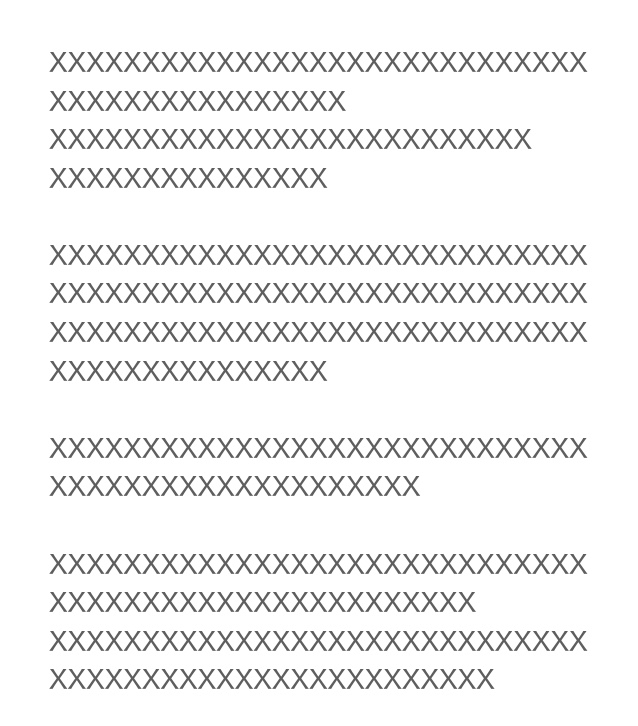 XXXXXXXXXXXXXXXXXXXXXXXXXXXXX
XXXXXXXXXXXXXXXX
XXXXXXXXXXXXXXXXXXXXXXXXXX
XXXXXXXXXXXXXXX
XXXXXXXXXXXXXXXXXXXXXXXXXXXXX
XXXXXXXXXXXXXXXXXXXXXXXXXXXXX
XXXXXXXXXXXXXXXXXXXXXXXXXXXXX
XXXXXXXXXXXXXXX
XXXXXXXXXXXXXXXXXXXXXXXXXXXXX
XXXXXXXXXXXXXXXXXXXX
XXXXXXXXXXXXXXXXXXXXXXXXXXXXX
XXXXXXXXXXXXXXXXXXXXXXX
XXXXXXXXXXXXXXXXXXXXXXXXXXXXX
XXXXXXXXXXXXXXXXXXXXXXXX